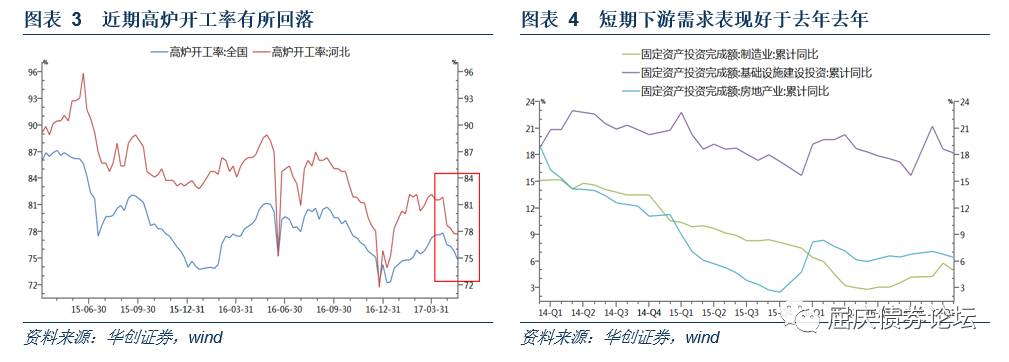 图表 3 近期高炉开工率有所回落
高炉开工率:全国 高炉开工率:河北
% %
96 96
93 93
90 90
87 87
84 84
81 81
78 78
75 75
72 72
15-06-30 15-09-30 15-12-31 16-03-31 16-06-30 16-09-30 16-12-31 17-03-31
资料来源:华创证券,wind
图表 4 短期下游需求表现好于去年去年
固定资产投资完成额:制造业:累计同比
固定资产投资完成额:基础设施建设投资:累计同比
固定资产投资完成额:房地产业:累计同比
% %
24 24
21 21
18 18
15 15
12 12
9 9
6 6
3 3
14-Q1 14-Q2 14-Q3 14-Q4 15-Q1 15-Q2 15-Q3 15-Q4 16-Q1
资料来源:华创证券,wind
屈庆债券论坛